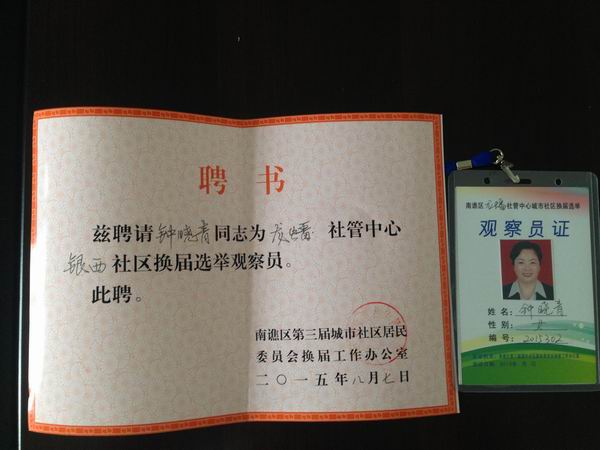 聘书
兹聘请钟晓青同志为 社管中心
银西社区换届选举观察员。
此聘。
南谯区第三届城市社区居民
委员会换届工作办公室
二〇一五年八月七日
南谯区 社管中心城市社区换届选举
观察员证
姓名:钟晓青
性别:女
编号:2015302